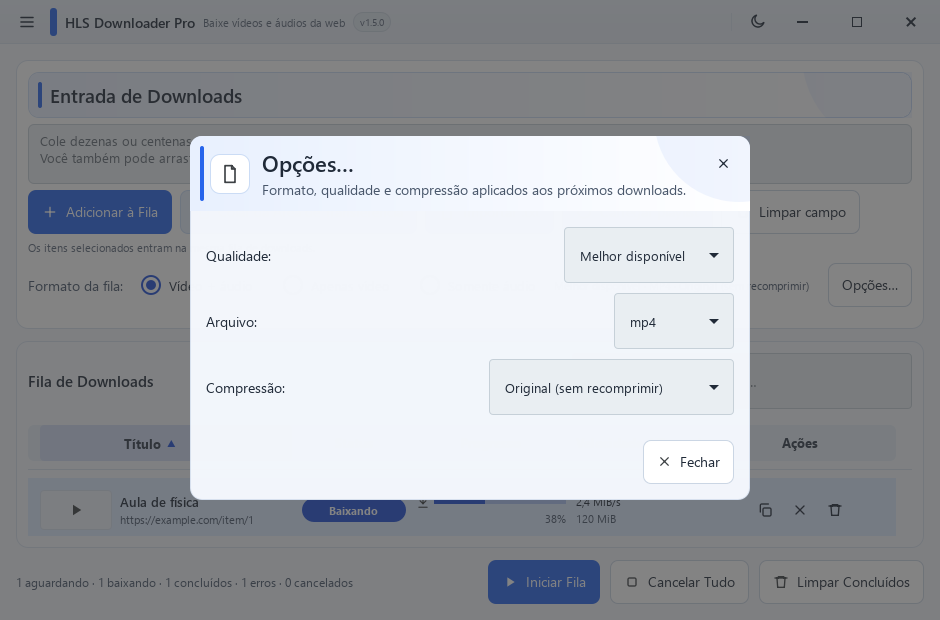 HLS Downloader Pro Baixe vídeos e áudios da web v1.5.0
Entrada de Downloads
Cole dezenas ou centenas
Você também pode arras
Adicionar à Fila
Limpar campo
Os itens selecionados entram na
Formato da fila:
recomprimir)
Opções...
Opções...
Formato, qualidade e compressão aplicados aos próximos downloads.
Qualidade:
Melhor disponível
Arquivo:
mp4
Compressão:
Original (sem recomprimir)
Fechar
Fila de Downloads
Título
Ações
Aula de física
https://example.com/item/1
Baixando
38%
2,4 MiB/s
120 MiB
1 aguardando · 1 baixando · 1 concluídos · 1 erros · 0 cancelados
Iniciar Fila
Cancelar Tudo
Limpar Concluídos